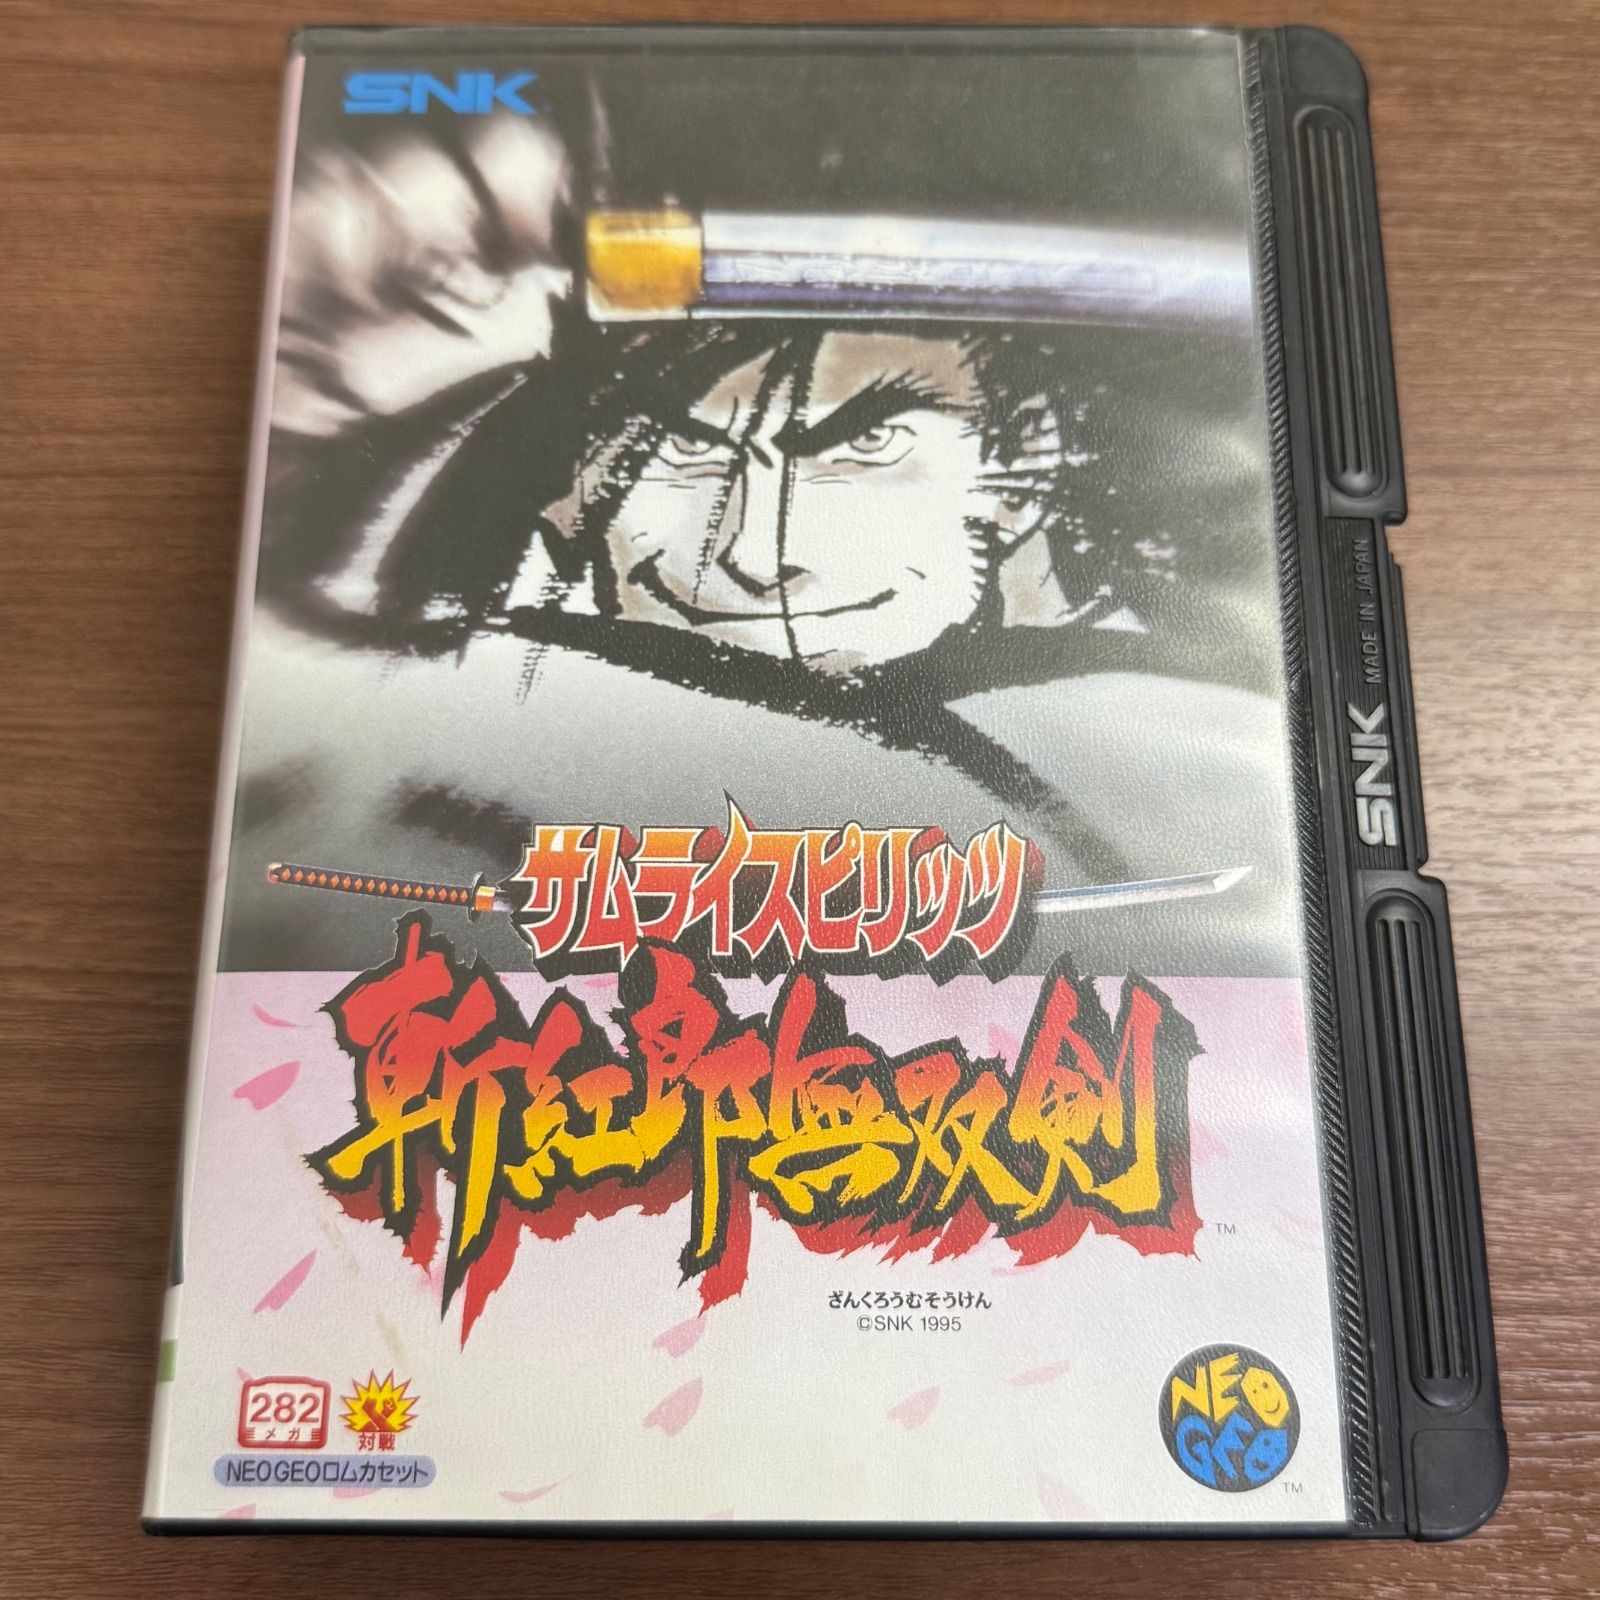 SNK
サムライスピリッツ
斬紅郎無双剣
TM
ざんくろうむそうけん
©SNK 1995
282
メガ
対戦
NEOGEOロムカセット
NEO
GEO
TM
SNK MADE IN JAPAN